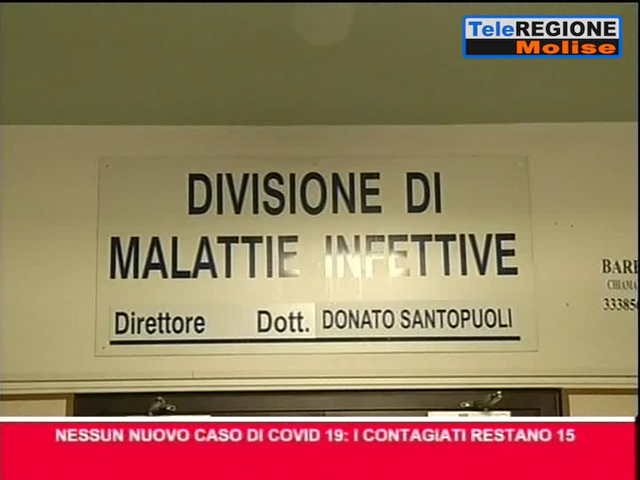 TeleREGIONE
Molise
DIVISIONE DI
MALATTIE INFETTIVE
Direttore Dott. DONATO SANTOPUOLI
NESSUN NUOVO CASO DI COVID 19: I CONTAGIATI RESTANO 15